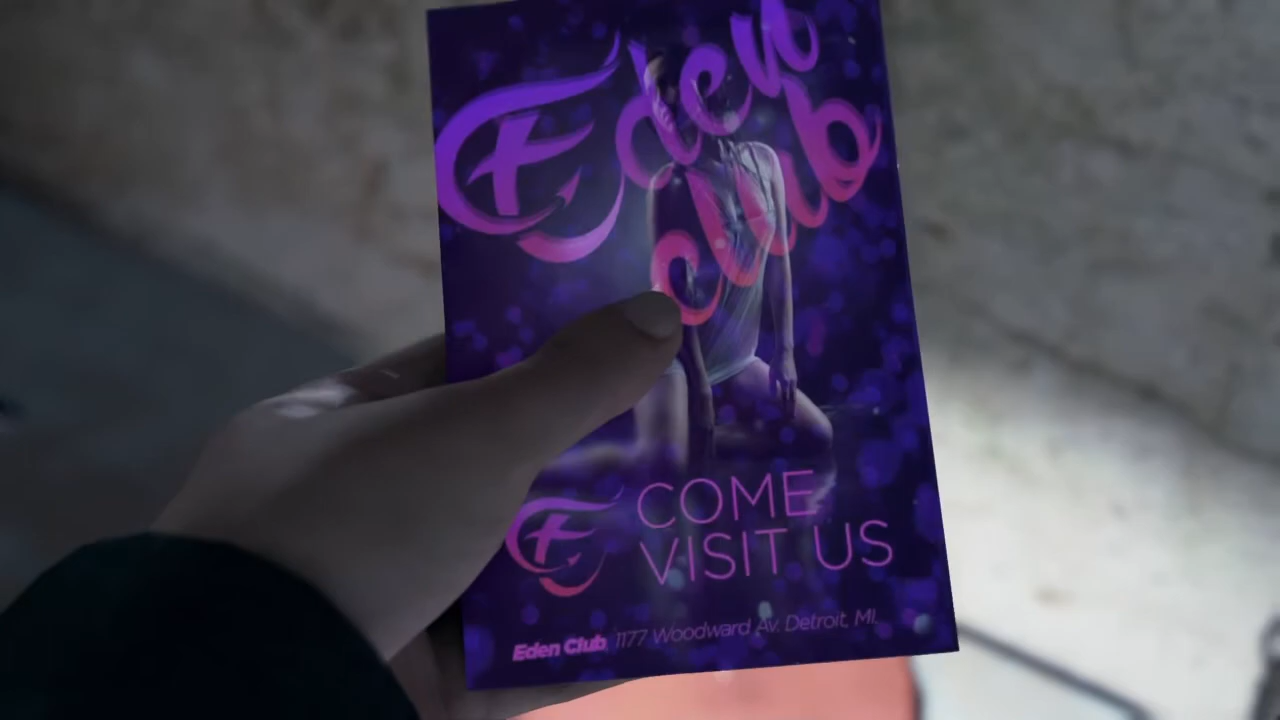 Eden
club
COME
VISIT US
Eden Club 1177 Woodward Av. Detroit, MI.